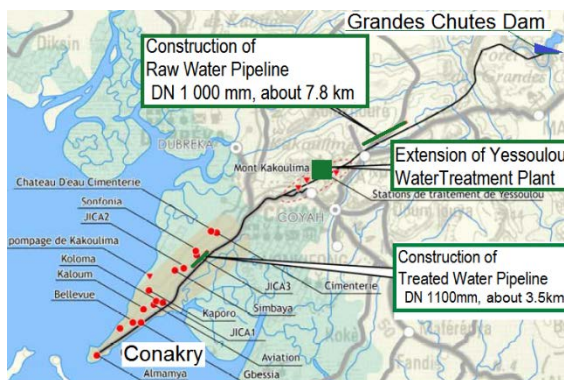 Grandes Chutes Dam
Construction of
Raw Water Pipeline
DN 1 000 mm, about 7.8 km
DUBREKA
Mont Kakoulima
Extension of Yessoulou
WaterTreatment Plant
Stations de traitement de Yessoulou
COYAH
Chateau D'eau Cimenterie
Sonfonia
JICA2
pompage de Kakoulima
Koloma
Kaloum
Bellevue
Construction of
Treated Water Pipeline
DN 1100mm, about 3.5km
JICA3
Cimenterie
Simbaya
Kaporo
JICA1
Aviation
Gbessia
Conakry
Almamya